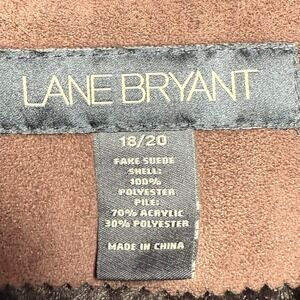 LANE BRYANT
18/20
FAKE SUEDE
SHELL:
100%
POLYESTER
PILE:
70% ACRYLIC
30% POLYESTER
MADE IN CHINA